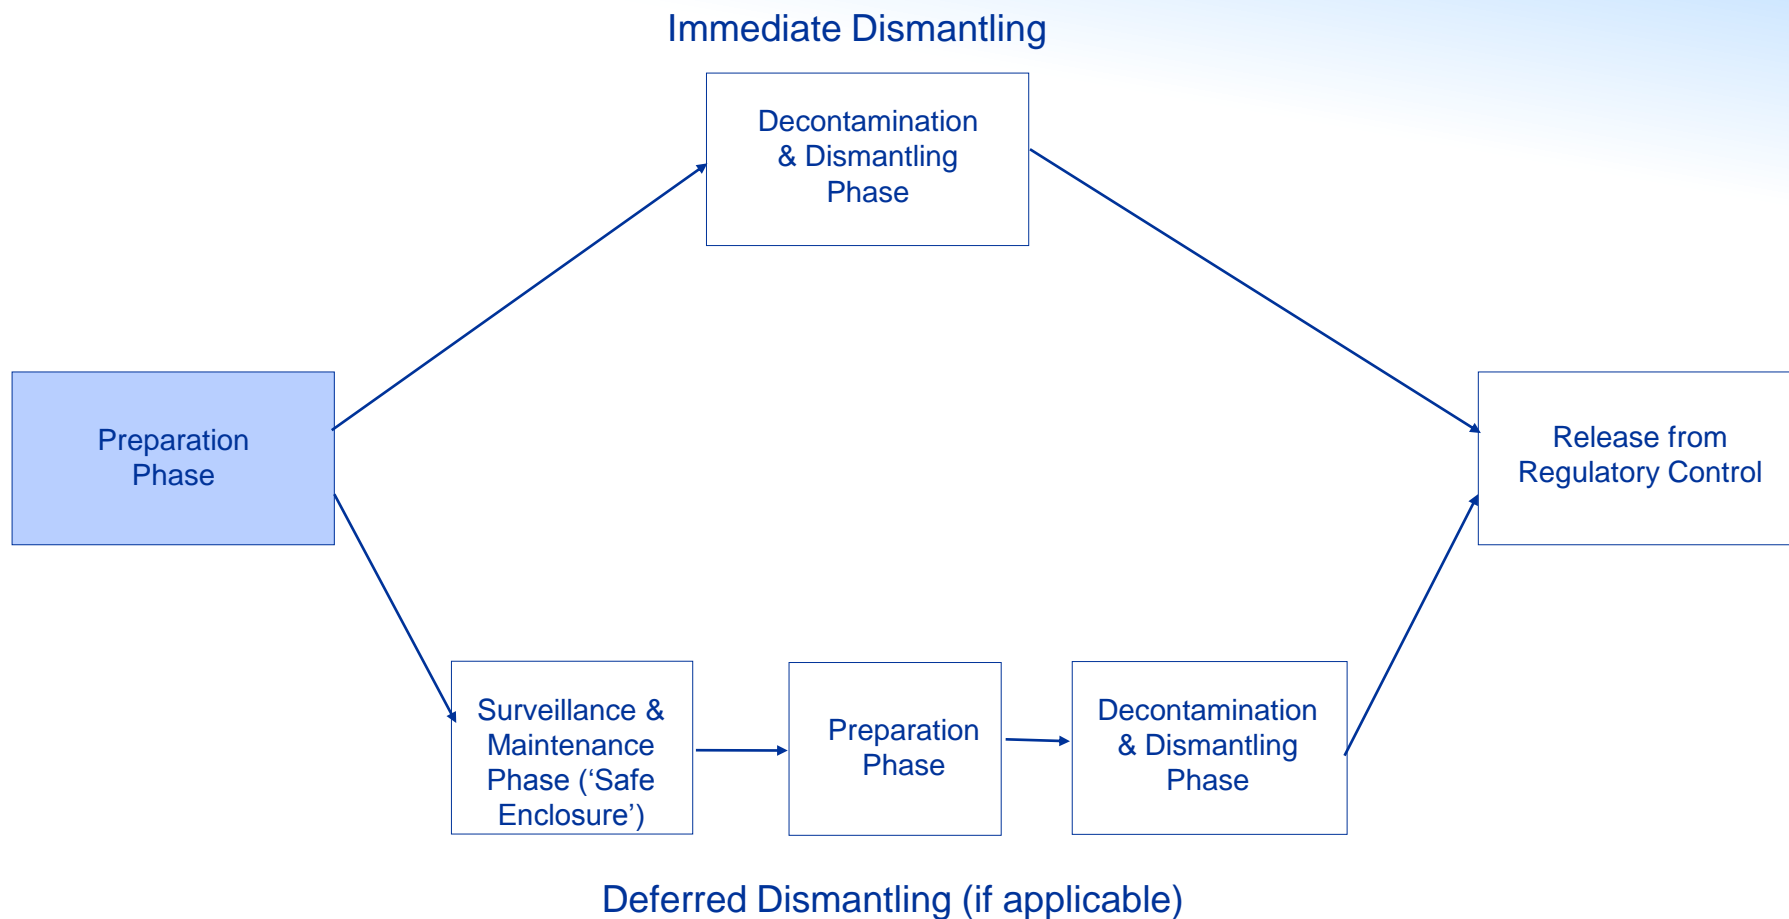 Immediate Dismantling
Decontamination
& Dismantling
Phase
Preparation
Phase
Release from
Regulatory Control
Surveillance &
Maintenance
Phase (‘Safe
Enclosure’)
Preparation
Phase
Decontamination
& Dismantling
Phase
Deferred Dismantling (if applicable)